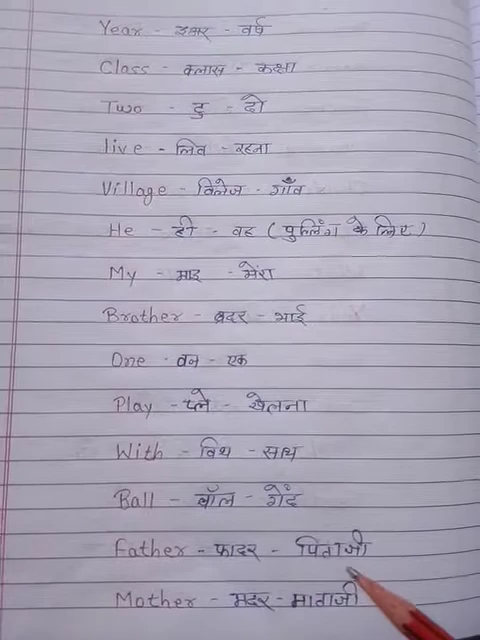 Year - इयर - वर्ष
Class - क्लास - कक्षा
Two - टु - दो
live - लिव - रहना
Village - विलेज - गाँव
He - ही - वह ( पुल्लिंग के लिए )
My - माइ - मेरा
Brother - ब्रदर - भाई
One - वन - एक
Play - प्ले - खेलना
With - विथ - साथ
Ball - बॉल - गेंद
Father - फादर - पिताजी
Mother - मदर - माताजी